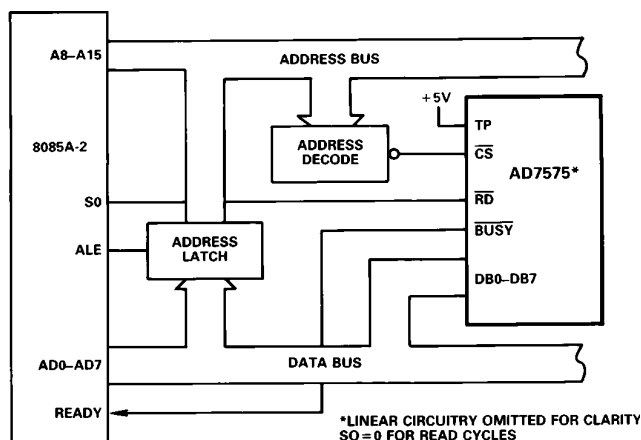 A8–A15
ADDRESS BUS
+5V
TP
8085A-2
ADDRESS
DECODE
CS
AD7575*
S0
RD
ADDRESS
LATCH
BUSY
ALE
DB0–DB7
AD0–AD7
DATA BUS
READY
*LINEAR CIRCUITRY OMITTED FOR CLARITY
SO = 0 FOR READ CYCLES